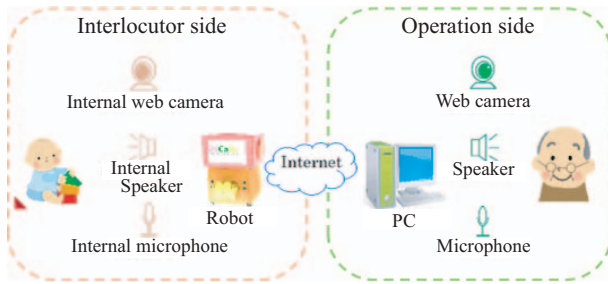 Interlocutor side
Operation side
Internal web camera
Web camera
Internal
Speaker
Internet
Speaker
Robot
PC
Internal microphone
Microphone